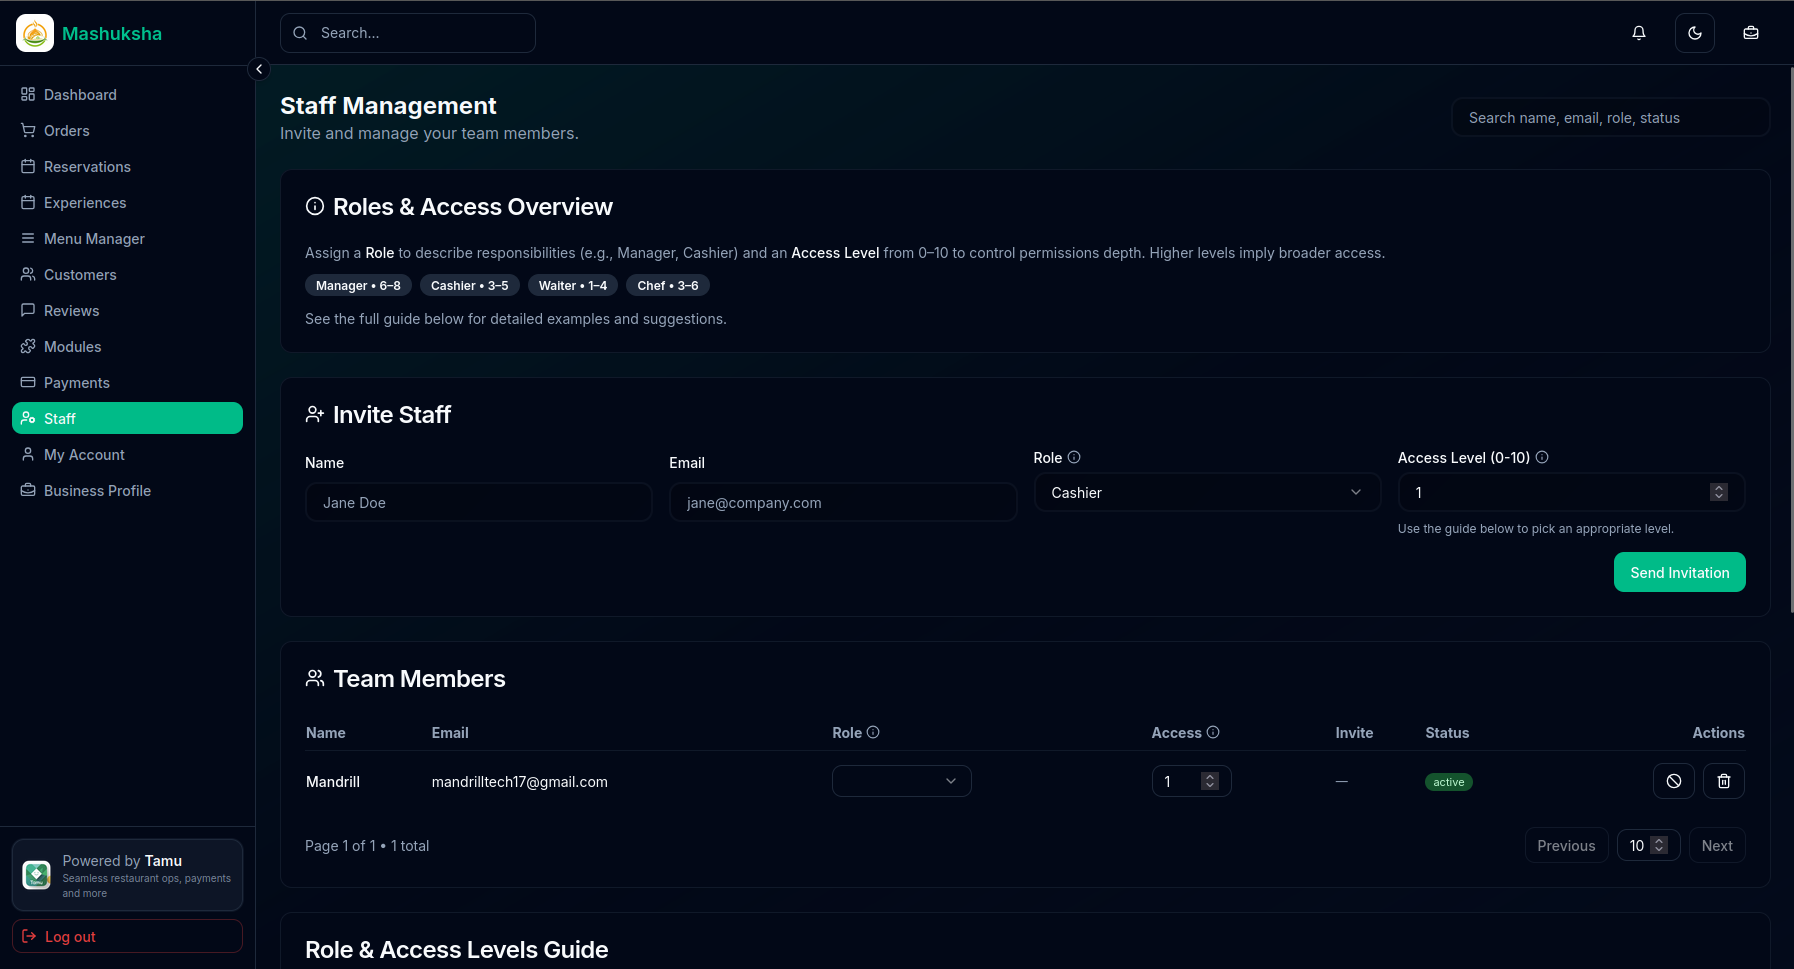 Mashuksha
Search...
Dashboard
Orders
Reservations
Experiences
Menu Manager
Customers
Reviews
Modules
Payments
Staff
My Account
Business Profile
Powered by Tamu
Seamless restaurant ops, payments
and more
Log out
Staff Management
Invite and manage your team members.
Search name, email, role, status
Roles & Access Overview
Assign a Role to describe responsibilities (e.g., Manager, Cashier) and an Access Level from 0–10 to control permissions depth. Higher levels imply broader access.
Manager • 6–8 Cashier • 3–5 Waiter • 1–4 Chef • 3–6
See the full guide below for detailed examples and suggestions.
Invite Staff
Name Email Role Access Level (0-10)
Jane Doe jane@company.com Cashier 1
Use the guide below to pick an appropriate level.
Send Invitation
Team Members
Name Email Role Access Invite Status Actions
Mandrill mandrilltech17@gmail.com 1 — active
Page 1 of 1 • 1 total Previous 10 Next
Role & Access Levels Guide